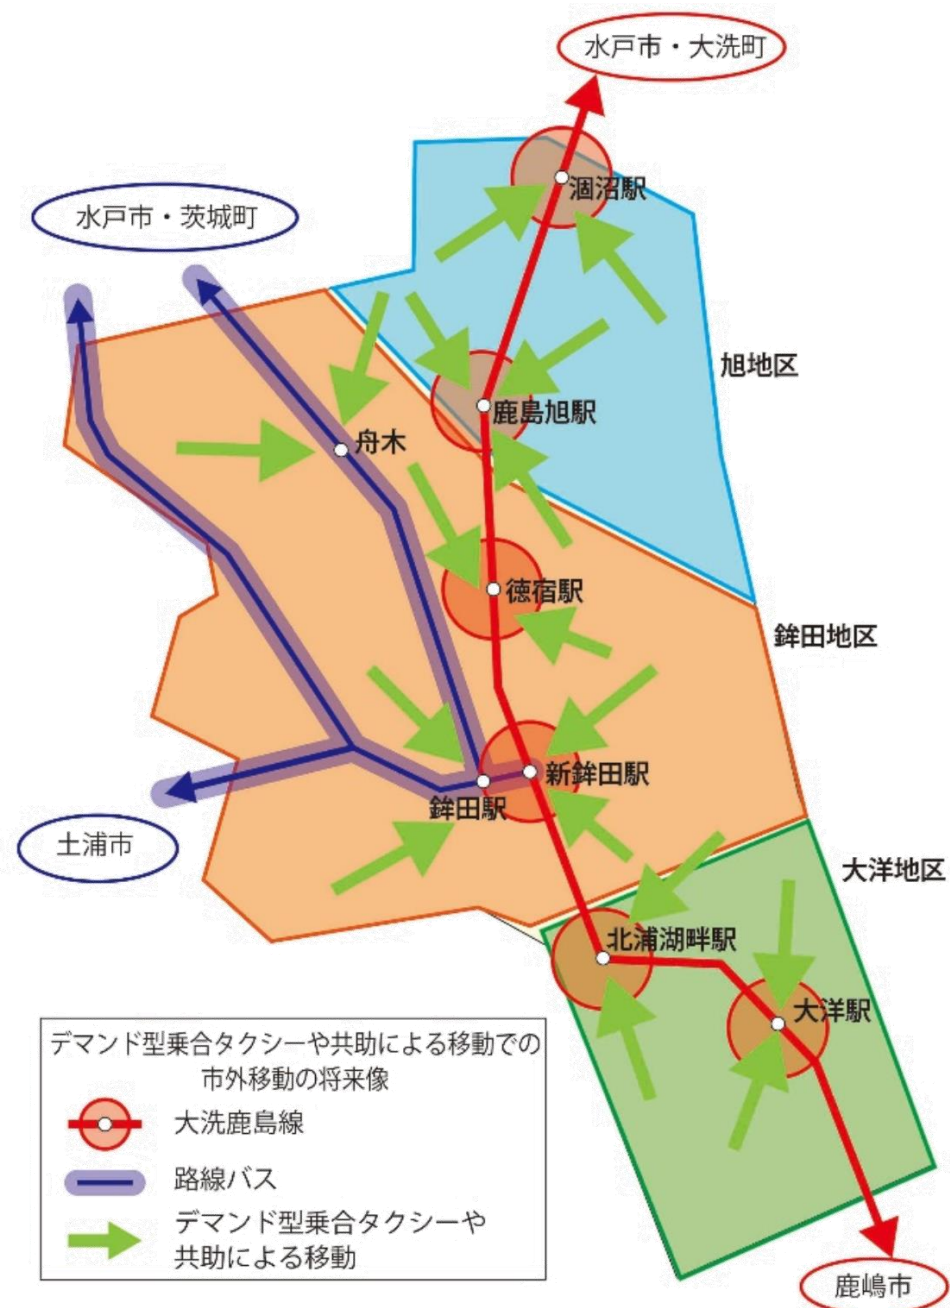 水戸市・大洗町
涸沼駅
水戸市・茨城町
旭地区
鹿島旭駅
舟木
徳宿駅
鉾田地区
新鉾田駅
鉾田駅
土浦市
大洋地区
北浦湖畔駅
大洋駅
デマンド型乗合タクシーや共助による移動での
市外移動の将来像
大洗鹿島線
路線バス
デマンド型乗合タクシーや
共助による移動
鹿嶋市